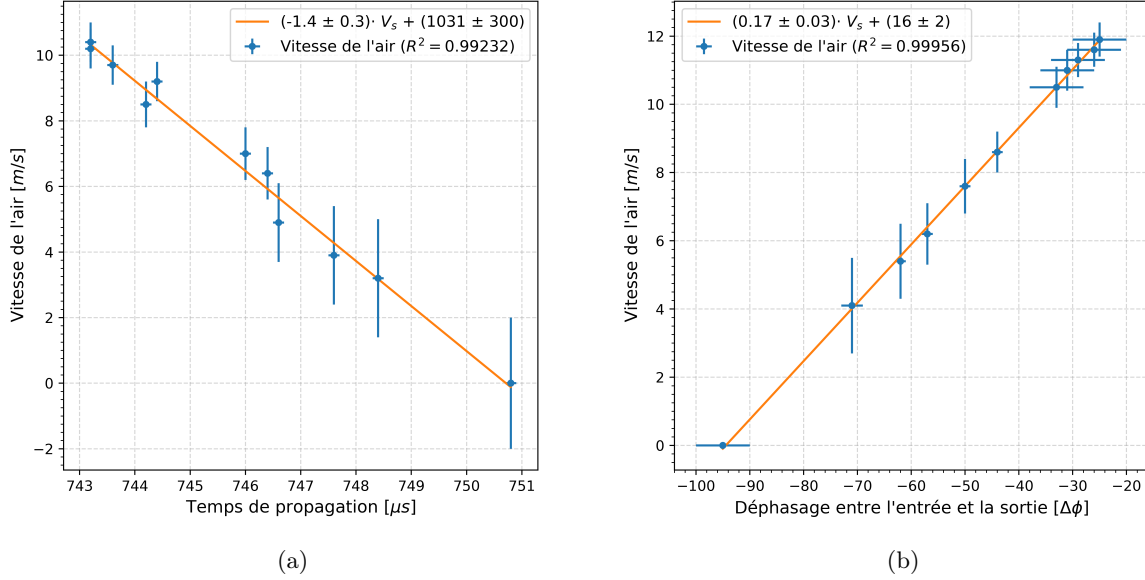 (-1.4 ± 0.3)· V_s + (1031 ± 300)
Vitesse de l'air (R² = 0.99232)
10
8
6
4
2
0
−2
Vitesse de l'air [m/s]
743 744 745 746 747 748 749 750 751
Temps de propagation [μs]
(a)
(0.17 ± 0.03)· V_s + (16 ± 2)
Vitesse de l'air (R² = 0.99956)
12
10
8
6
4
2
0
Vitesse de l'air [m/s]
−100 −90 −80 −70 −60 −50 −40 −30 −20
Déphasage entre l'entrée et la sortie [Δϕ]
(b)